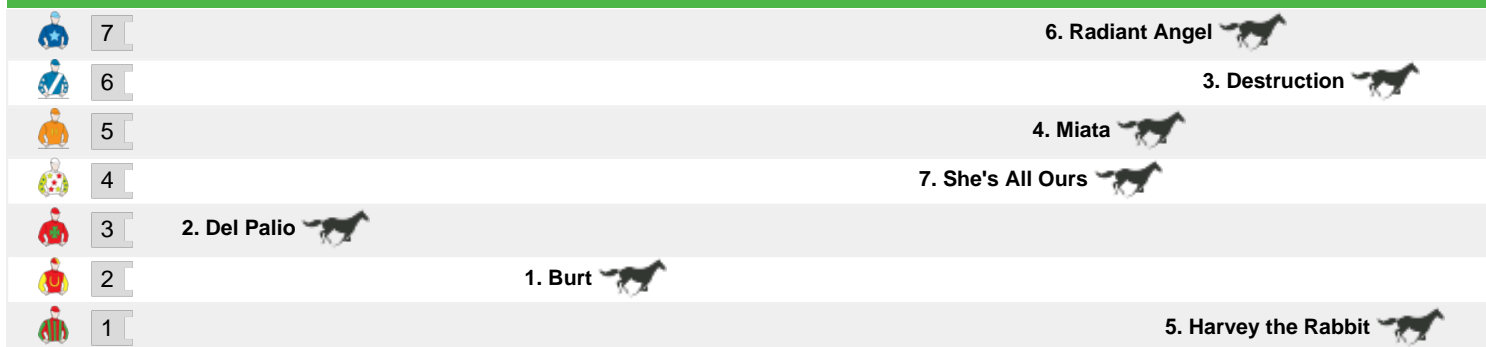 7 6. Radiant Angel
6 3. Destruction
5 4. Miata
4 7. She's All Ours
3 2. Del Palio
2 1. Burt
1 5. Harvey the Rabbit